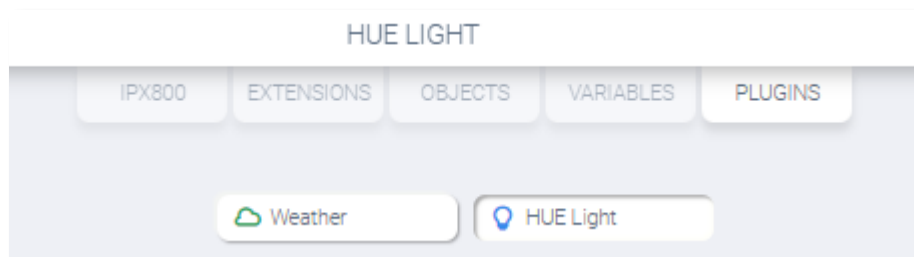 HUE LIGHT
IPX800 EXTENSIONS OBJECTS VARIABLES PLUGINS
Weather HUE Light